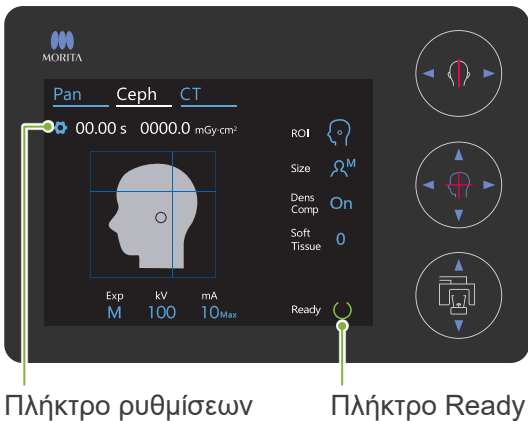 MORITA
Pan Ceph CT
00.00 s 0000.0 mGy·cm²
ROI
Size M
Dens
Comp On
Soft
Tissue 0
Exp kV mA
M 100 10Max
Ready
Πλήκτρο ρυθμίσεων Πλήκτρο Ready